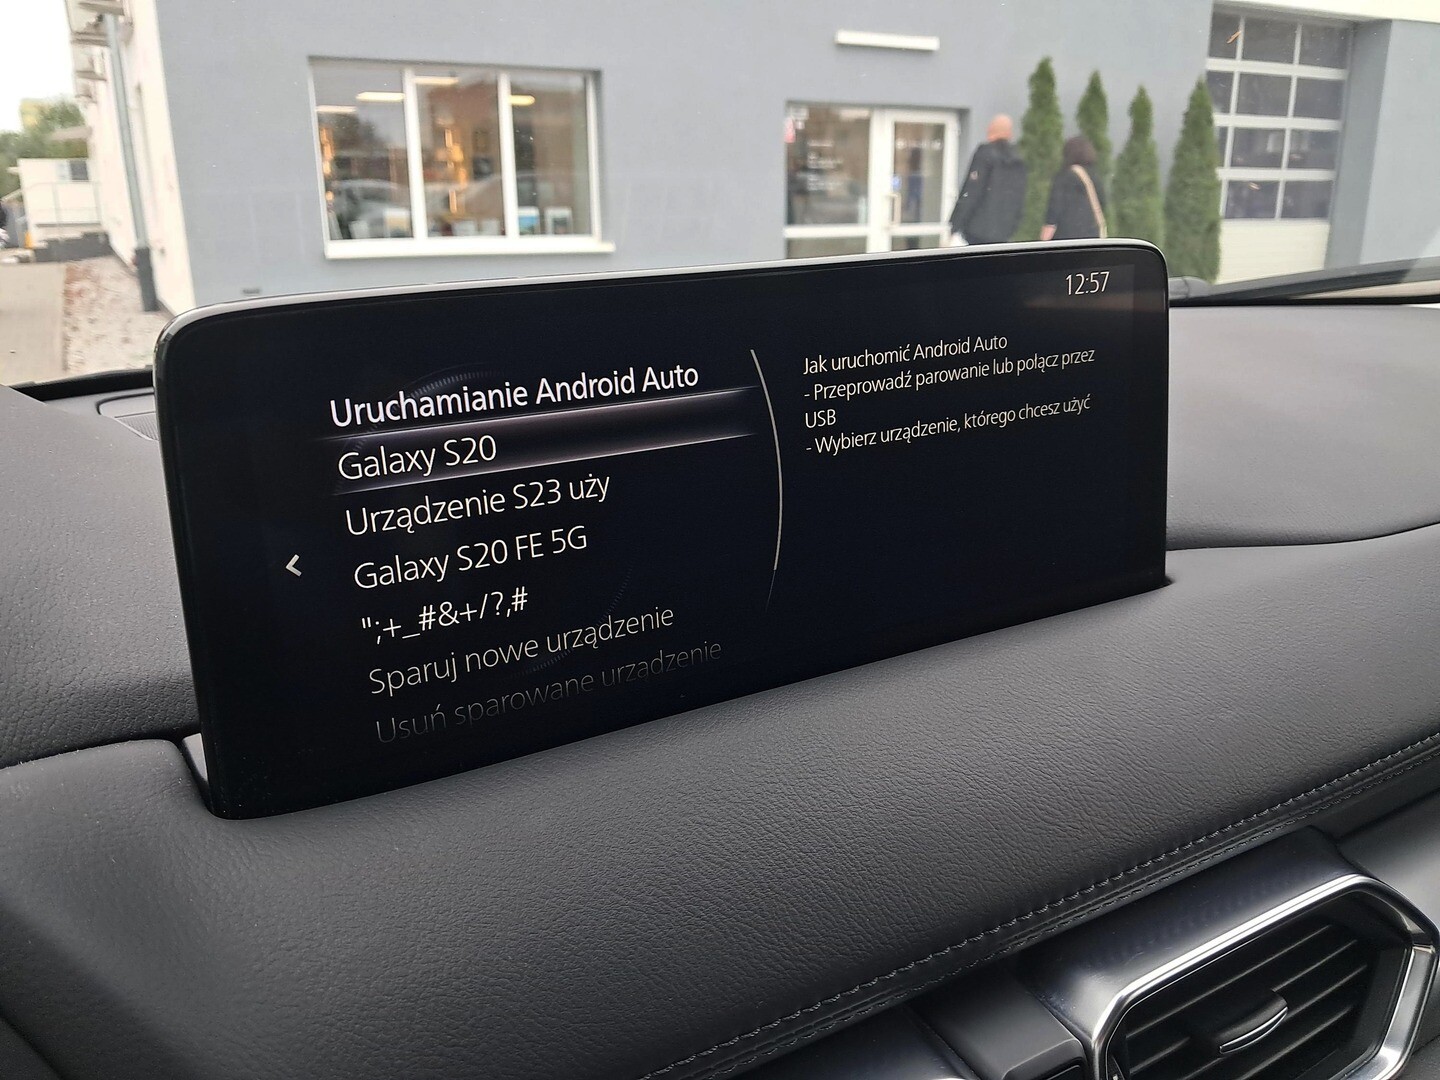 12:57
Uruchamianie Android Auto
Galaxy S20
Urządzenie S23 uży
Galaxy S20 FE 5G
";+_#&+/?,#
Sparuj nowe urządzenie
Usuń sparowane urządzenie
Jak uruchomić Android Auto
- Przeprowadź parowanie lub połącz przez
USB
- Wybierz urządzenie, którego chcesz użyć